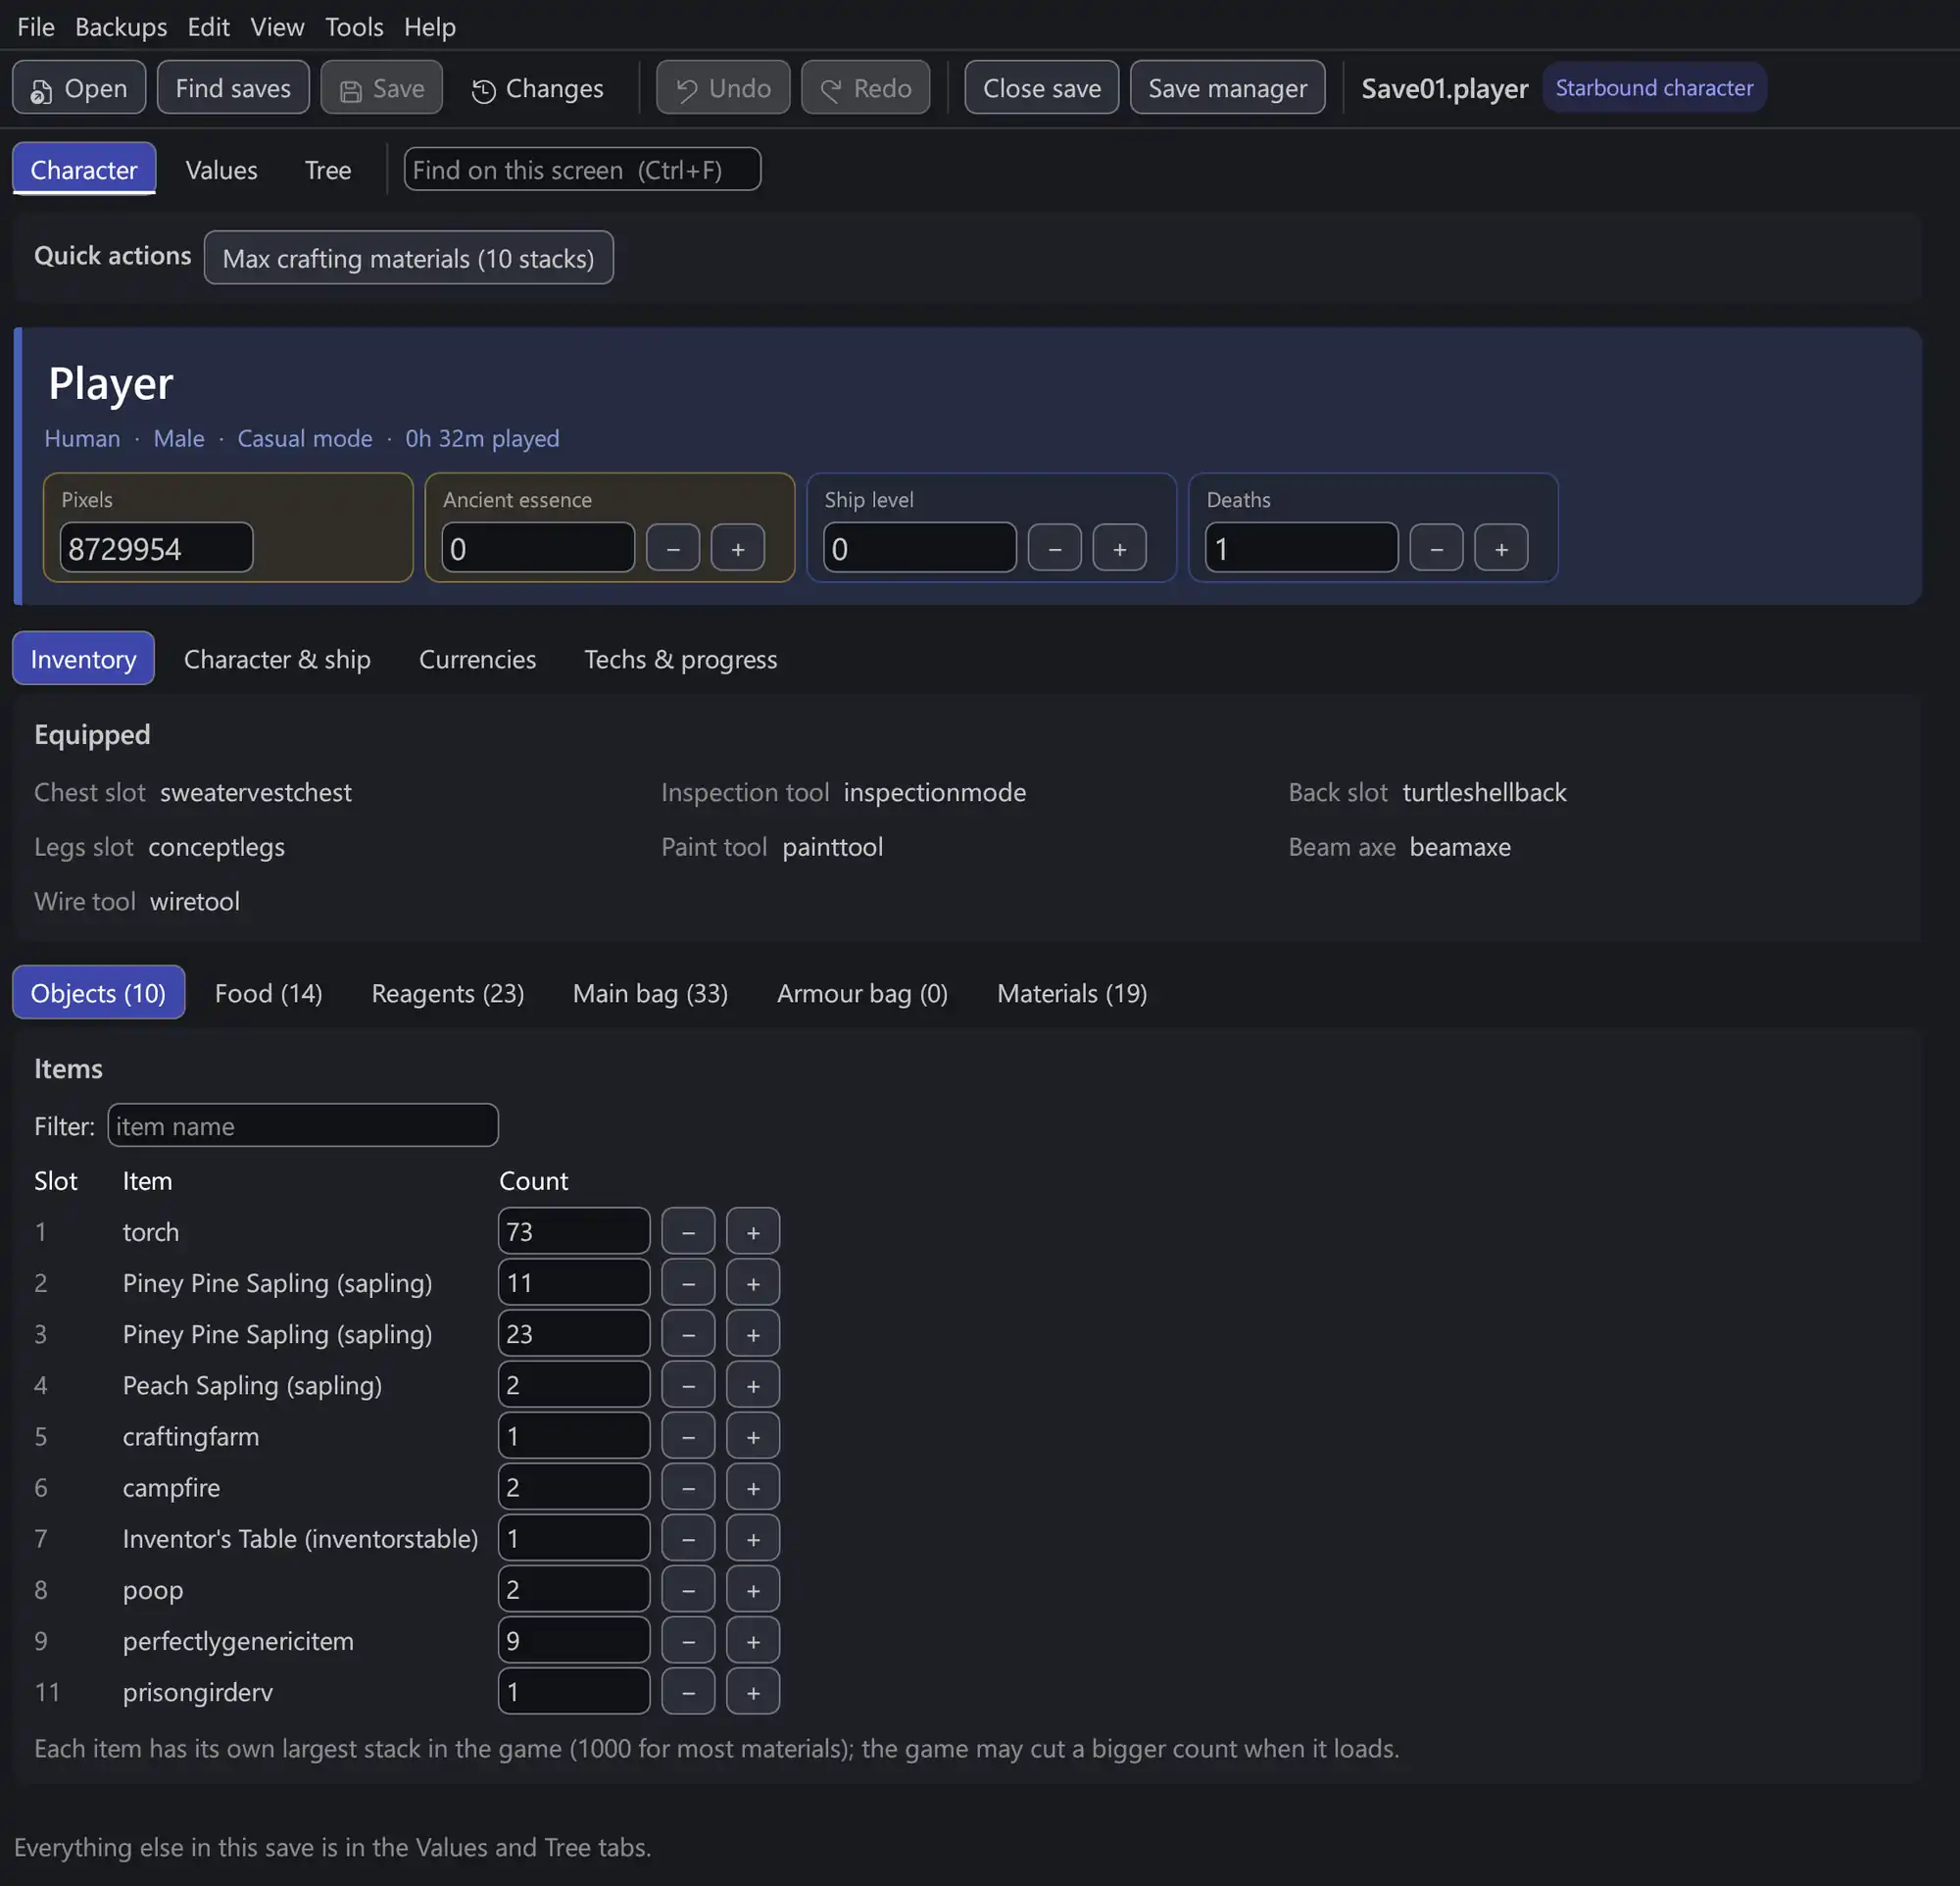 File Backups Edit View Tools Help
Open Find saves Save Changes Undo Redo Close save Save manager Save01.player Starbound character
Character Values Tree Find on this screen (Ctrl+F)
Quick actions Max crafting materials (10 stacks)
Player
Human · Male · Casual mode · 0h 32m played
Pixels Ancient essence Ship level Deaths
8729954 0 − + 0 − + 1 − +
Inventory Character & ship Currencies Techs & progress
Equipped
Chest slot sweatervestchest Inspection tool inspectionmode Back slot turtleshellback
Legs slot conceptlegs Paint tool painttool Beam axe beamaxe
Wire tool wiretool
Objects (10) Food (14) Reagents (23) Main bag (33) Armour bag (0) Materials (19)
Items
Filter: item name
Slot Item Count
1 torch 73 − +
2 Piney Pine Sapling (sapling) 11 − +
3 Piney Pine Sapling (sapling) 23 − +
4 Peach Sapling (sapling) 2 − +
5 craftingfarm 1 − +
6 campfire 2 − +
7 Inventor's Table (inventorstable) 1 − +
8 poop 2 − +
9 perfectlygenericitem 9 − +
11 prisongirderv 1 − +
Each item has its own largest stack in the game (1000 for most materials); the game may cut a bigger count when it loads.
Everything else in this save is in the Values and Tree tabs.